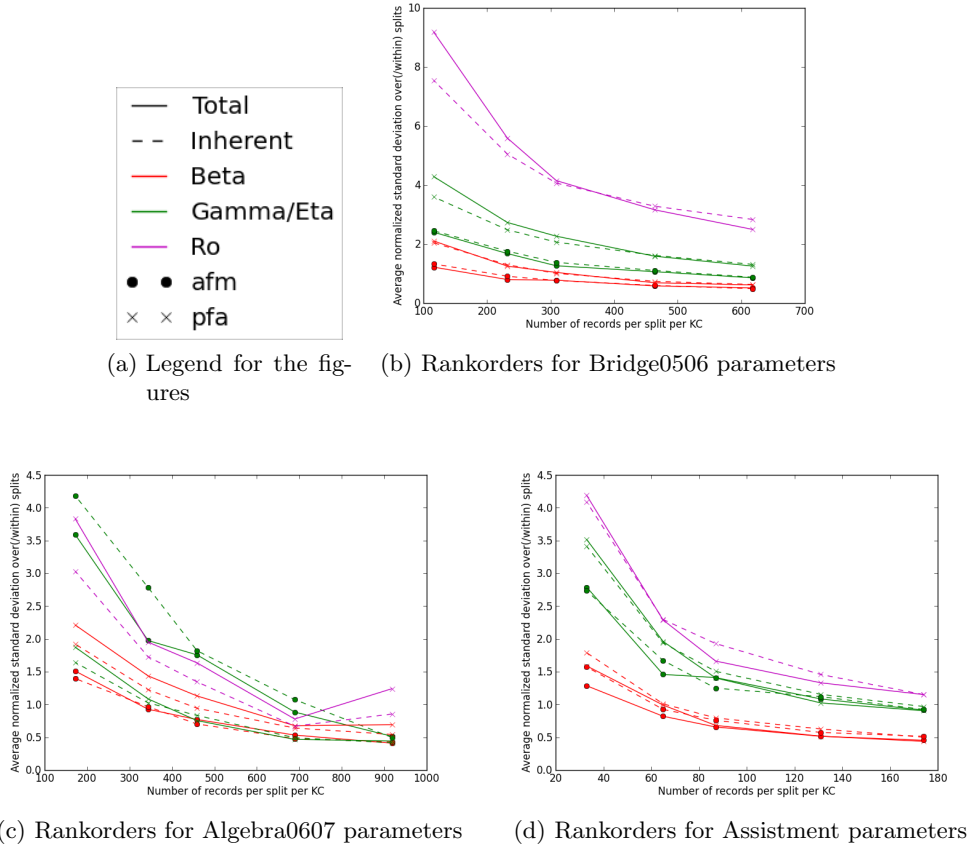 Total
Inherent
Beta
Gamma/Eta
Ro
afm
pfa
(a) Legend for the fig-
ures
Average normalized standard deviation over(/within) splits
10
8
6
4
2
0
100 200 300 400 500 600 700
Number of records per split per KC
(b) Rankorders for Bridge0506 parameters
Average normalized standard deviation over(/within) splits
4.5
4.0
3.5
3.0
2.5
2.0
1.5
1.0
0.5
0.0
100 200 300 400 500 600 700 800 900 1000
Number of records per split per KC
(c) Rankorders for Algebra0607 parameters
Average normalized standard deviation over(/within) splits
4.5
4.0
3.5
3.0
2.5
2.0
1.5
1.0
0.5
0.0
20 40 60 80 100 120 140 160 180
Number of records per split per KC
(d) Rankorders for Assistment parameters